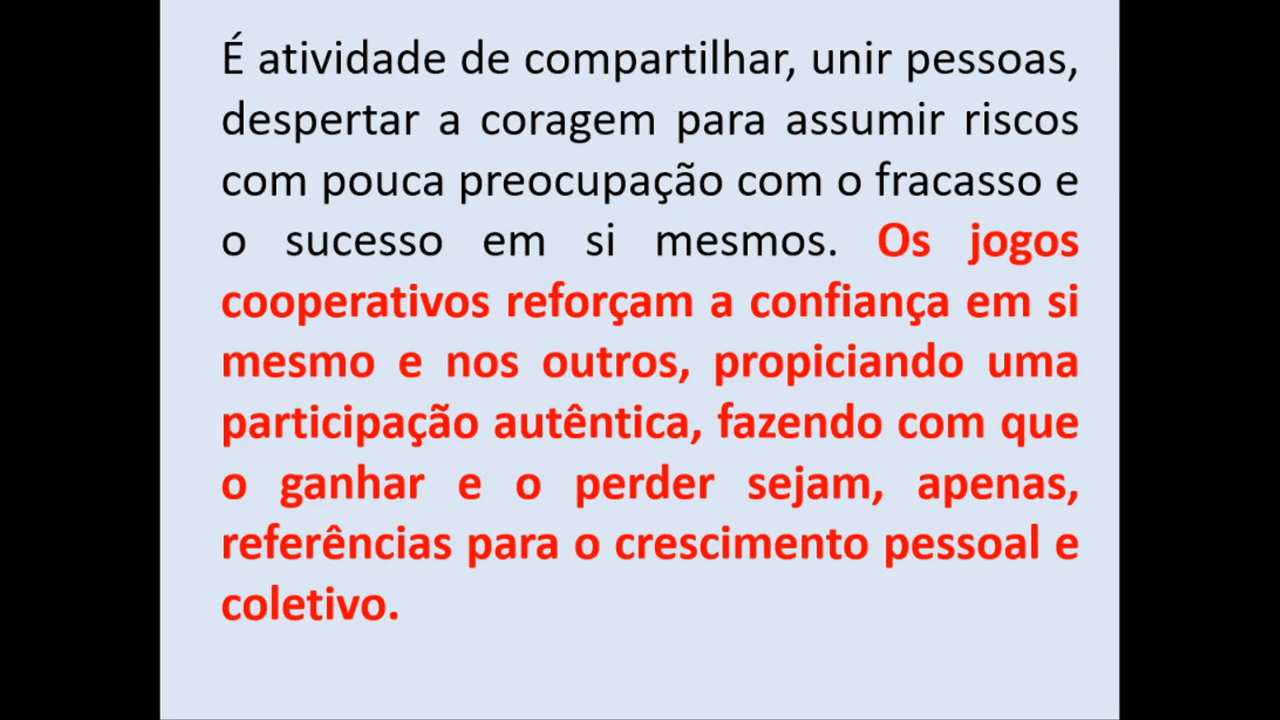 É atividade de compartilhar, unir pessoas,
despertar a coragem para assumir riscos
com pouca preocupação com o fracasso e
o sucesso em si mesmos. Os jogos
cooperativos reforçam a confiança em si
mesmo e nos outros, propiciando uma
participação autêntica, fazendo com que
o ganhar e o perder sejam, apenas,
referências para o crescimento pessoal e
coletivo.